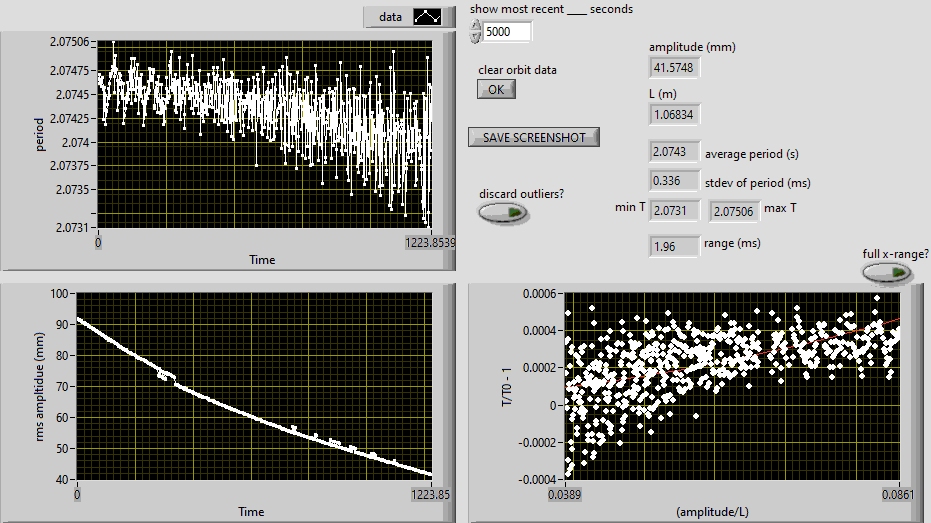 data
2.07506
2.07475
2.0745
2.07425
2.074
2.07375
2.0735
2.0731
period
0
1223.8539
Time
show most recent ____ seconds
5000
clear orbit data
OK
SAVE SCREENSHOT
discard outliers?
amplitude (mm)
41.5748
L (m)
1.06834
2.0743 average period (s)
0.336 stdev of period (ms)
min T 2.0731 2.07506 max T
1.96 range (ms)
full x-range?
100
90
80
70
60
50
40
rms ampltidue (mm)
0
1223.85
Time
0.0006
0.0004
0.0002
0
-0.0002
-0.0004
T/T0 - 1
0.0389
0.0861
(amplitude/L)